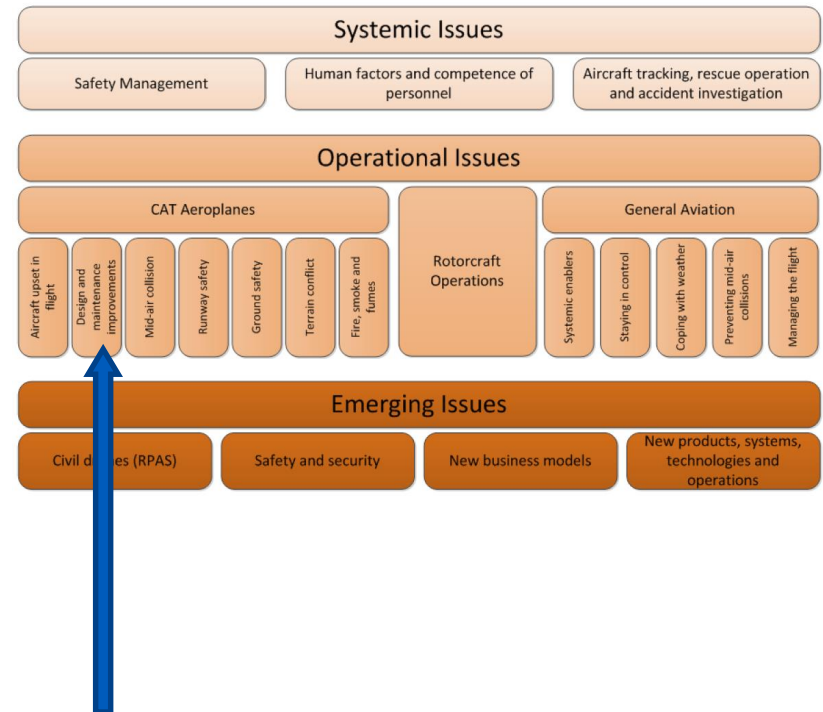 Systemic Issues
Safety Management
Human factors and competence of
personnel
Aircraft tracking, rescue operation
and accident investigation
Operational Issues
CAT Aeroplanes
Rotorcraft
Operations
General Aviation
Aircraft upset in
flight
Design and
maintenance
improvements
Mid-air collision
Runway safety
Ground safety
Terrain conflict
Fire, smoke and
fumes
Systemic enablers
Staying in control
Coping with weather
Preventing mid-air
collisions
Managing the flight
Emerging Issues
Civil (RPAS)
Safety and security
New business models
New products, systems,
technologies and
operations